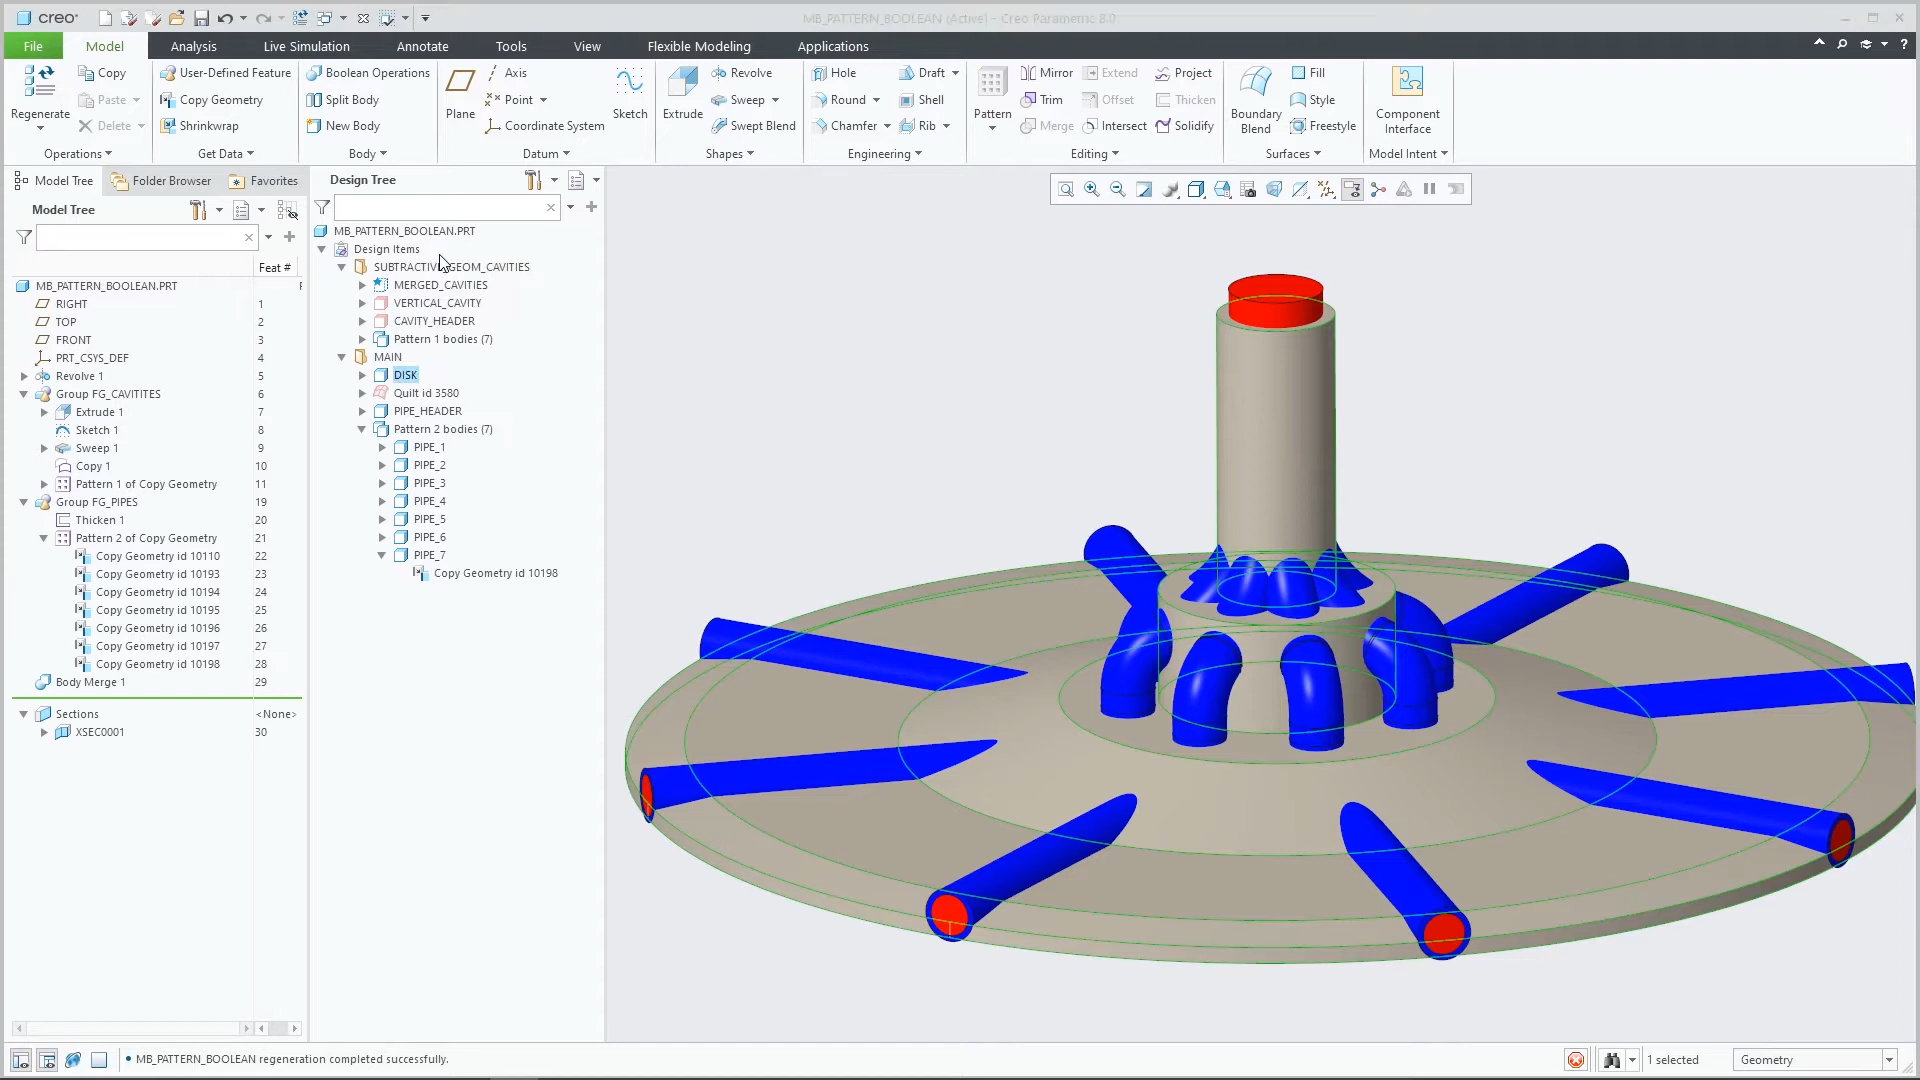 creo®
MB_PATTERN_BOOLEAN (Active) - Creo Parametric 8.0
File Model Analysis Live Simulation Annotate Tools View Flexible Modeling Applications
Regenerate
Copy
Paste
Delete
Operations
User-Defined Feature
Copy Geometry
Shrinkwrap
Get Data
Boolean Operations
Split Body
New Body
Body
Plane
Axis
Point
Coordinate System
Sketch
Datum
Extrude
Revolve
Sweep
Swept Blend
Shapes
Hole
Round
Chamfer
Draft
Shell
Rib
Engineering
Pattern
Mirror
Trim
Merge
Extend
Offset
Intersect
Project
Thicken
Solidify
Editing
Boundary
Blend
Fill
Style
Freestyle
Surfaces
Component
Interface
Model Intent
Model Tree Folder Browser Favorites
Model Tree
Feat #
MB_PATTERN_BOOLEAN.PRT
RIGHT 1
TOP 2
FRONT 3
PRT_CSYS_DEF 4
Revolve 1 5
Group FG_CAVITITES 6
Extrude 1 7
Sketch 1 8
Sweep 1 9
Copy 1 10
Pattern 1 of Copy Geometry 11
Group FG_PIPES 19
Thicken 1 20
Pattern 2 of Copy Geometry 21
Copy Geometry id 10110 22
Copy Geometry id 10193 23
Copy Geometry id 10194 24
Copy Geometry id 10195 25
Copy Geometry id 10196 26
Copy Geometry id 10197 27
Copy Geometry id 10198 28
Body Merge 1 29
Sections <None>
XSEC0001 30
Design Tree
MB_PATTERN_BOOLEAN.PRT
Design Items
SUBTRACTIVE_GEOM_CAVITIES
MERGED_CAVITIES
VERTICAL_CAVITY
CAVITY_HEADER
Pattern 1 bodies (7)
MAIN
DISK
Quilt id 3580
PIPE_HEADER
Pattern 2 bodies (7)
PIPE_1
PIPE_2
PIPE_3
PIPE_4
PIPE_5
PIPE_6
PIPE_7
Copy Geometry id 10198
• MB_PATTERN_BOOLEAN regeneration completed successfully.
1 selected
Geometry